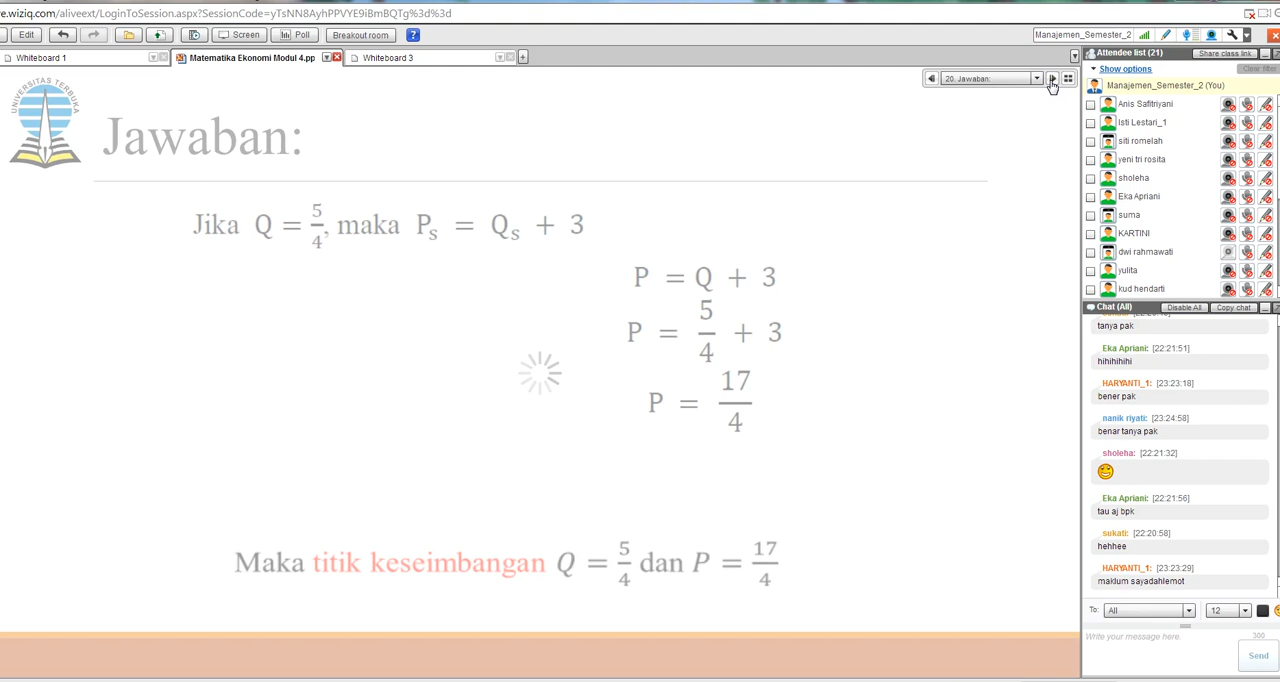 re.wiziq.com/aliveext/LoginToSession.aspx?SessionCode=yTsNN8AyhPPVYE9iBmBQTg%3d%3d
Edit
Screen
Poll
Breakout room
?
Manajemen_Semester_2
Whiteboard 1
Matematika Ekonomi Modul 4.pp
Whiteboard 3
20. Jawaban:
UNIVERSITAS TERBUKA
Jawaban:
Jika Q = 5/4, maka Ps = Qs + 3
P = Q + 3
P = 5/4 + 3
P = 17/4
Maka titik keseimbangan Q = 5/4 dan P = 17/4
Attendee list (21)
Share class link
Show options
Clear filter
Manajemen_Semester_2 (You)
Anis Safitriyani
Isti Lestari_1
siti romelah
yeni tri rosita
sholeha
Eka Apriani
suma
KARTINI
dwi rahmawati
yulita
kud hendarti
Chat (All)
Disable All
Copy chat
tanya pak
Eka Apriani: [22:21:51]
hihihihihi
HARYANTI_1: [23:23:18]
bener pak
nanik riyati: [23:24:58]
benar tanya pak
sholeha: [22:21:32]
Eka Apriani: [22:21:56]
tau aj bpk
sukati: [22:20:58]
hehhee
HARYANTI_1: [23:23:29]
maklum sayadahlemot
To: All
12
Write your message here.
300
Send